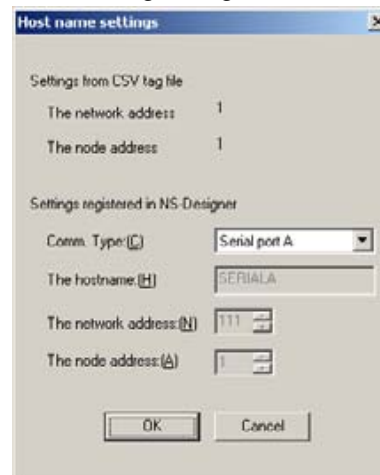 Host name settings
Settings from CSV tag file
The network address 1
The node address 1
Settings registered in NS-Designer
Comm. Type:(C) Serial port A
The hostname:(H) SERIALA
The network address:(N) 111
The node address:(A) 1
OK Cancel